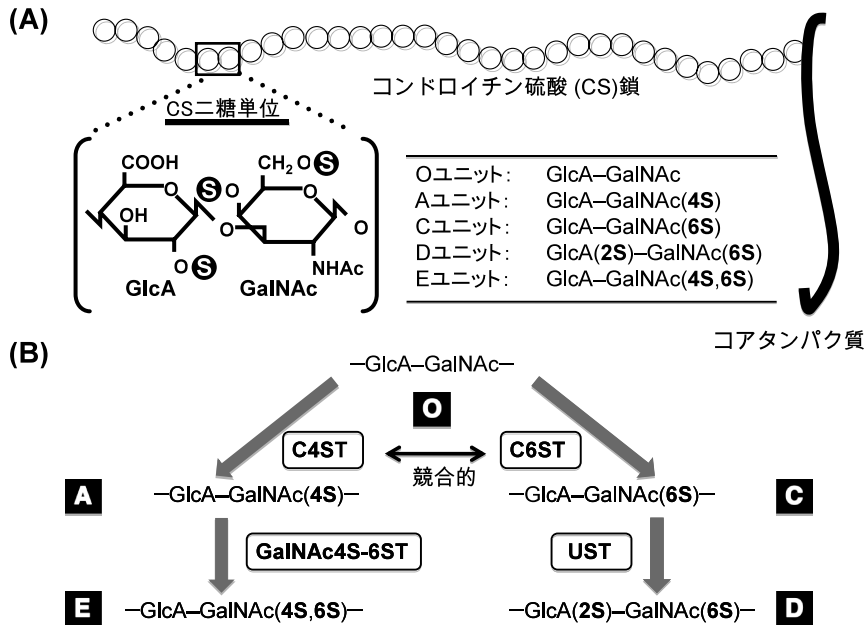 (A)
コンドロイチン硫酸 (CS)鎖
CS二糖単位
COOH
O
OH
O S
S
GlcA
CH2 O S
O
O
O
O
NHAc
GalNAc
Oユニット: GlcA–GalNAc
Aユニット: GlcA–GalNAc(4S)
Cユニット: GlcA–GalNAc(6S)
Dユニット: GlcA(2S)–GalNAc(6S)
Eユニット: GlcA–GalNAc(4S,6S)
コアタンパク質
(B)
–GlcA–GalNAc–
O
C4ST
競合的
C6ST
A
–GlcA–GalNAc(4S)–
–GlcA–GalNAc(6S)–
C
GalNAc4S-6ST
UST
E
–GlcA–GalNAc(4S,6S)–
–GlcA(2S)–GalNAc(6S)–
D